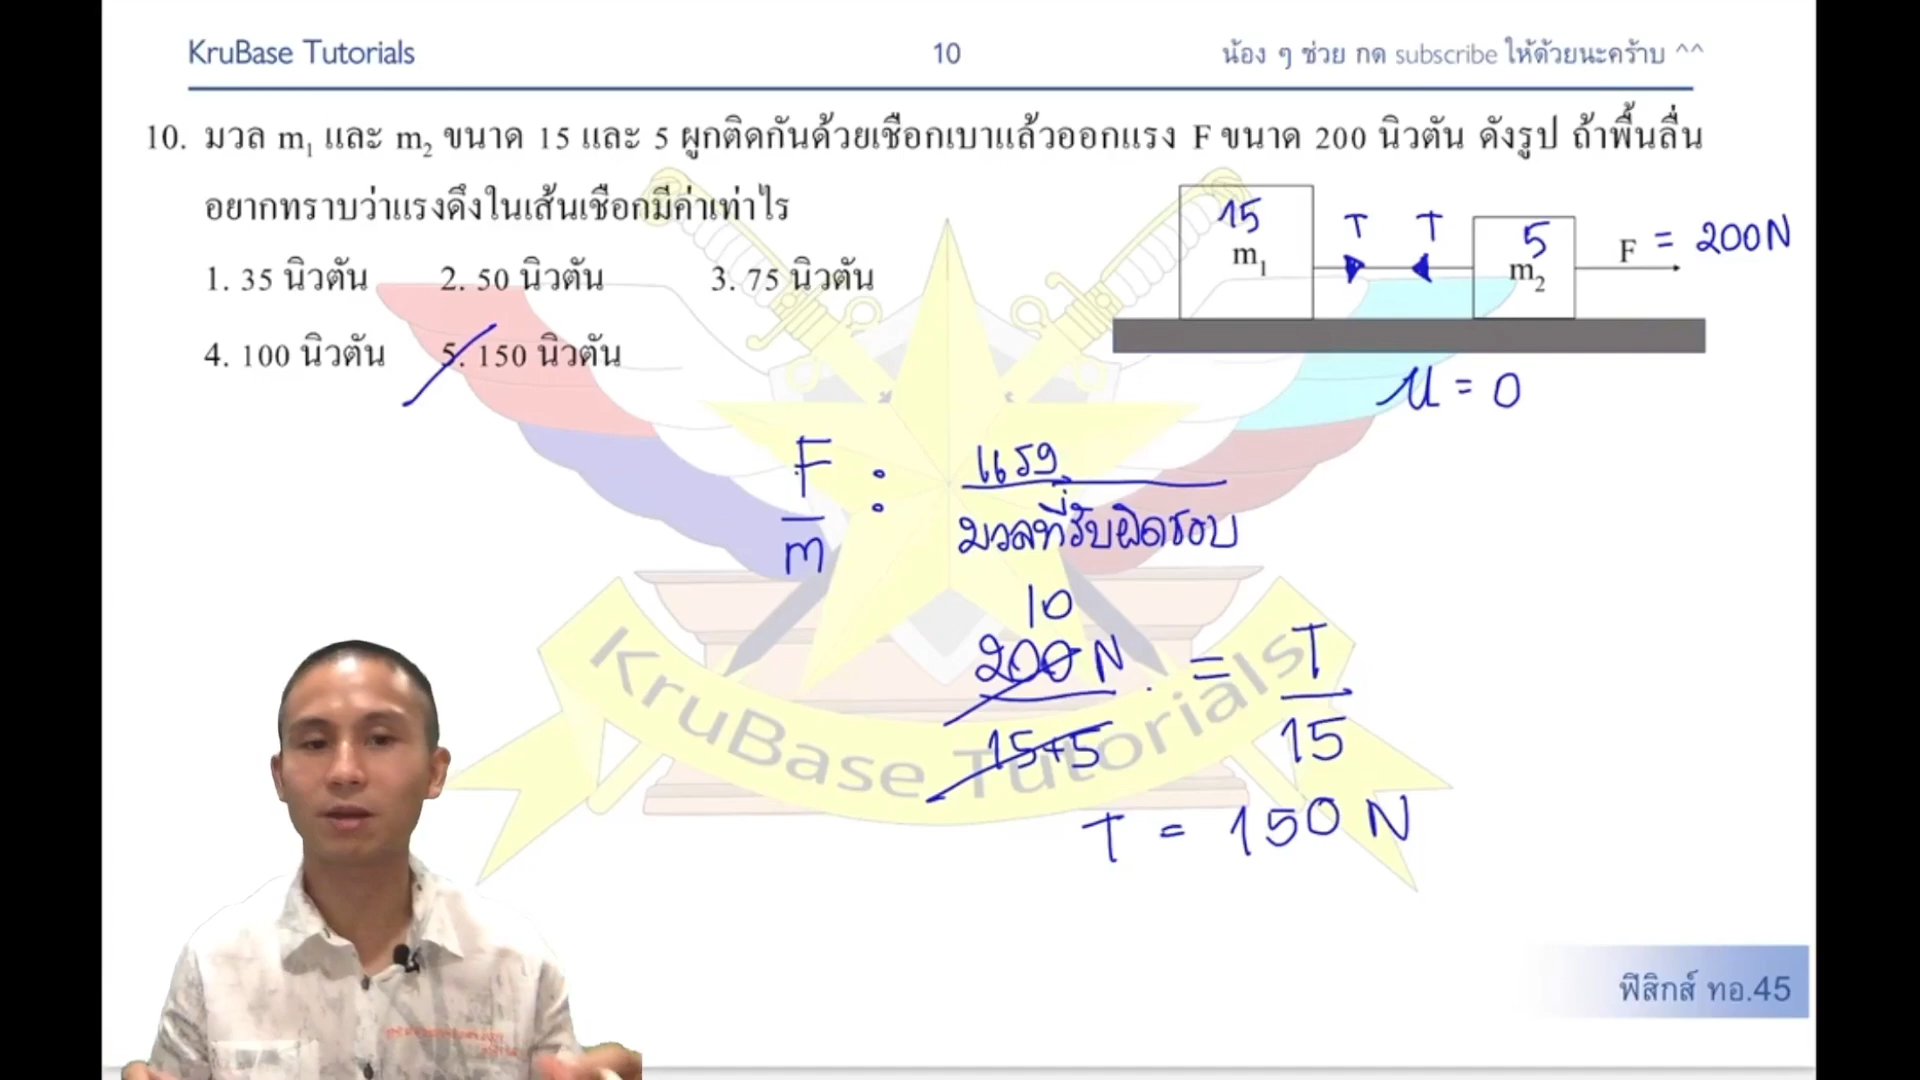 KruBase Tutorials 10 น้อง ๆ ช่วย กด subscribe ให้ด้วยนะคร้าบ ^^
10. มวล m₁ และ m₂ ขนาด 15 และ 5 ผูกติดกันด้วยเชือกเบาแล้วออกแรง F ขนาด 200 นิวตัน ดังรูป ถ้าพื้นลื่น
อยากทราบว่าแรงดึงในเส้นเชือกมีค่าเท่าไร
1. 35 นิวตัน 2. 50 นิวตัน 3. 75 นิวตัน
4. 100 นิวตัน 5. 150 นิวตัน
15 T T 5 F = 200N
m₁ m₂
μ = 0
F : แรง
m มวลที่รับผิดชอบ
10
200 N = T
15+5 15
T = 150 N
KruBase Tutorials
ฟิสิกส์ ทอ.45